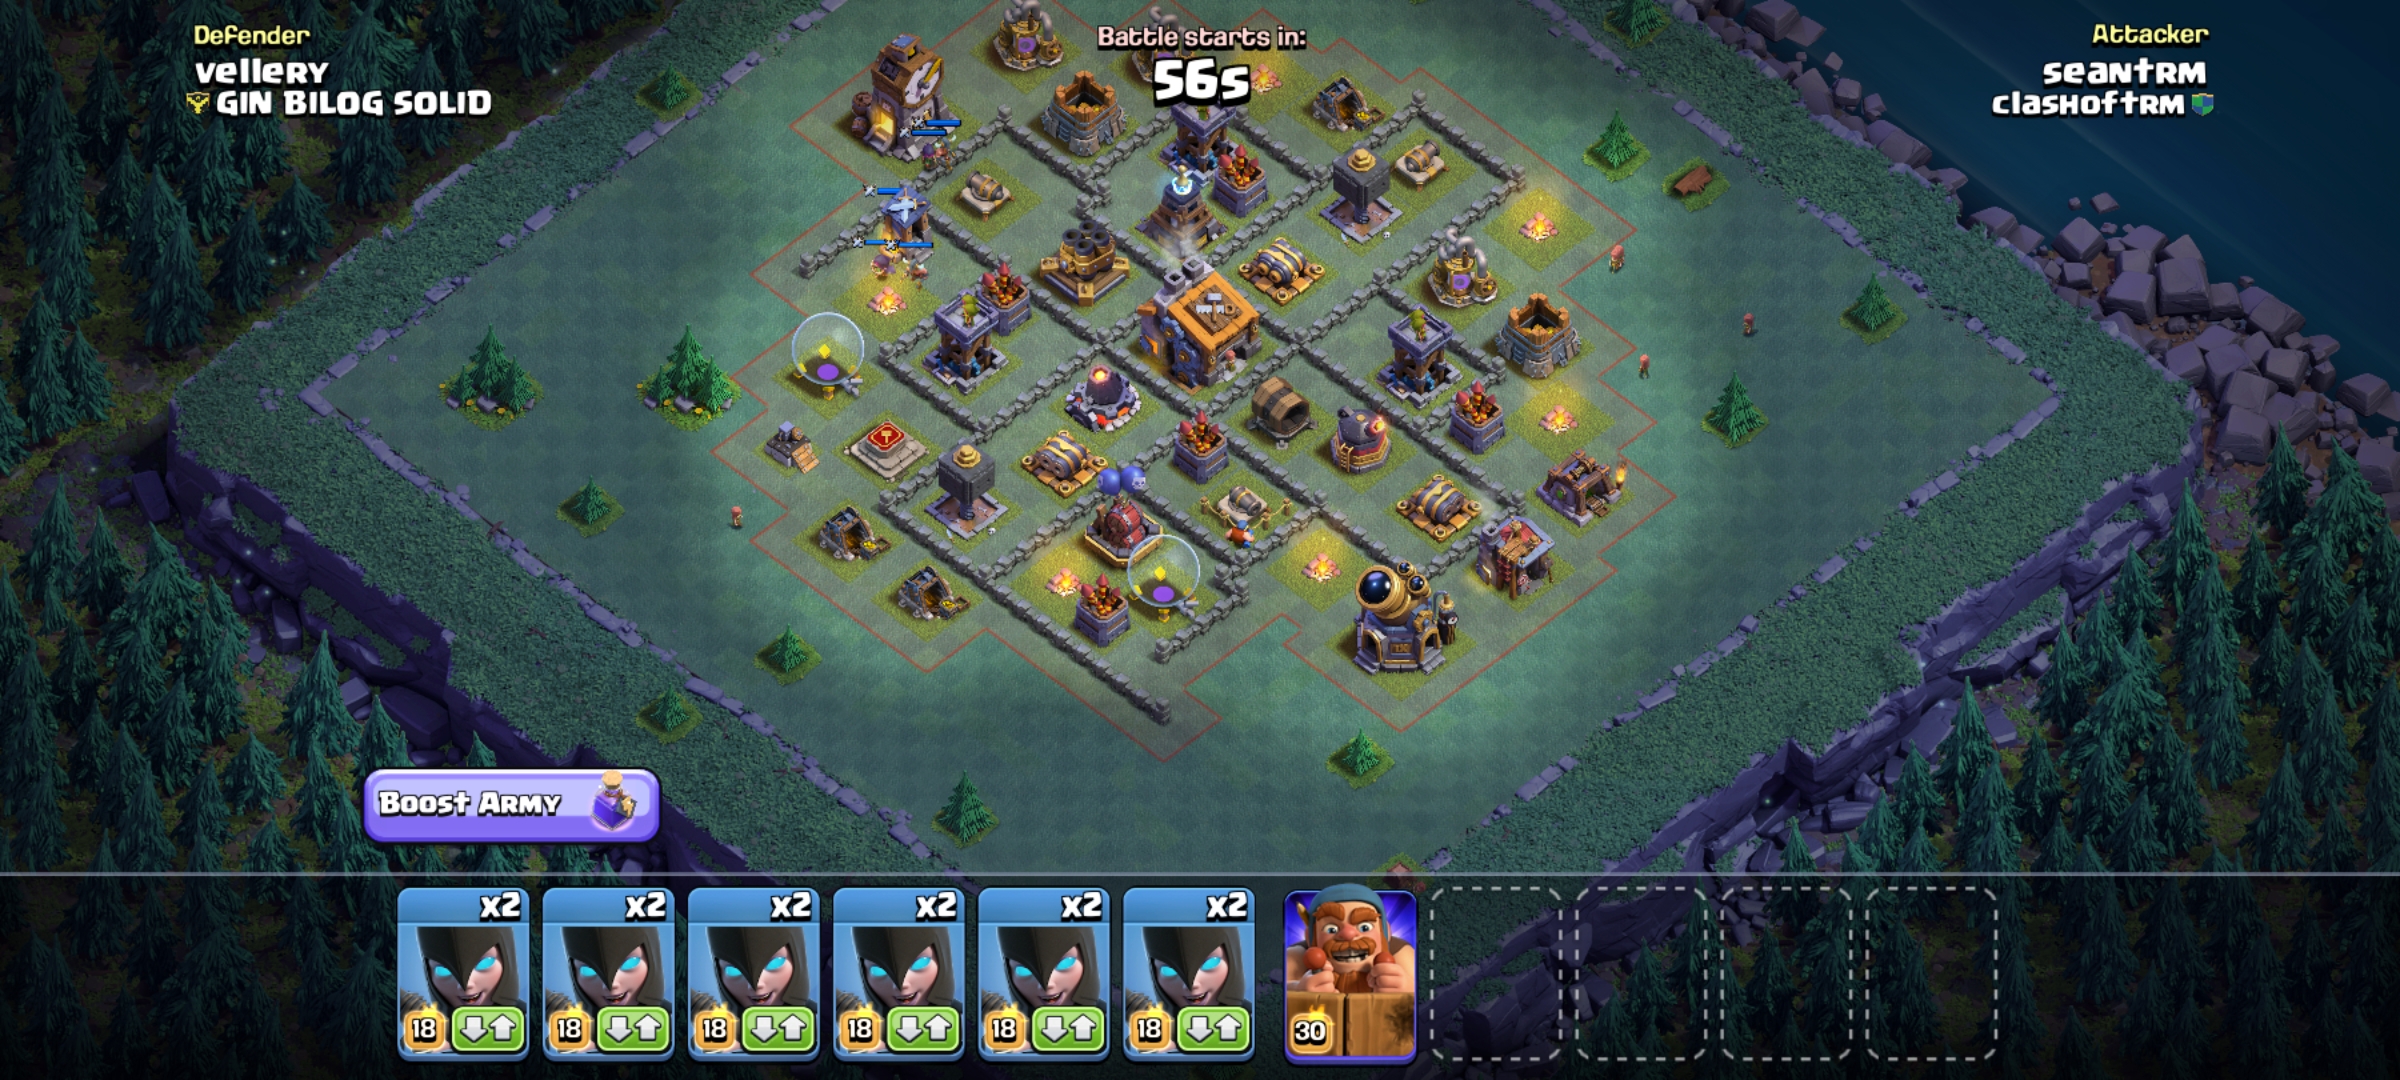 Defender
vellery
GIN BILOG SOLID
Battle starts in:
56s
Attacker
seantrm
clashoftrm
Boost Army
x2
x2
x2
x2
x2
x2
18
18
18
18
18
18
30